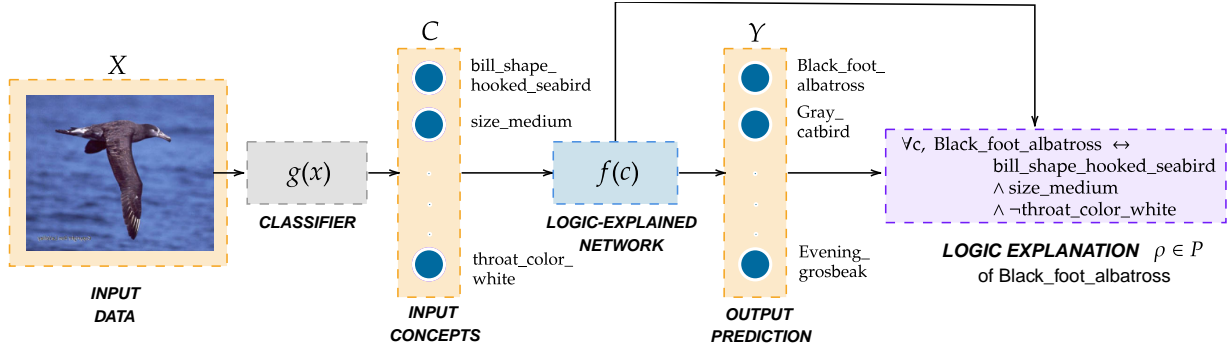 X
INPUT
DATA
g(x)
CLASSIFIER
C
bill_shape_
hooked_seabird
size_medium
throat_color_
white
INPUT
CONCEPTS
f(c)
LOGIC-EXPLAINED
NETWORK
Y
Black_foot_
albatross
Gray_
catbird
Evening_
grosbeak
OUTPUT
PREDICTION
∀c, Black_foot_albatross ↔
bill_shape_hooked_seabird
∧ size_medium
∧ ¬throat_color_white
LOGIC EXPLANATION ρ ∈ P
of Black_foot_albatross